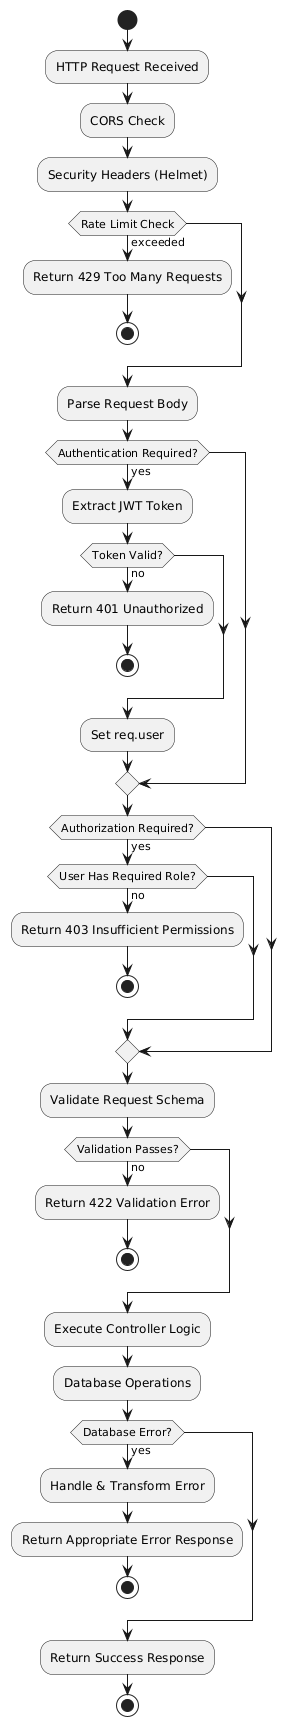 HTTP Request Received
CORS Check
Security Headers (Helmet)
Rate Limit Check
exceeded
Return 429 Too Many Requests
Parse Request Body
Authentication Required?
yes
Extract JWT Token
Token Valid?
no
Return 401 Unauthorized
Set req.user
Authorization Required?
yes
User Has Required Role?
no
Return 403 Insufficient Permissions
Validate Request Schema
Validation Passes?
no
Return 422 Validation Error
Execute Controller Logic
Database Operations
Database Error?
yes
Handle & Transform Error
Return Appropriate Error Response
Return Success Response